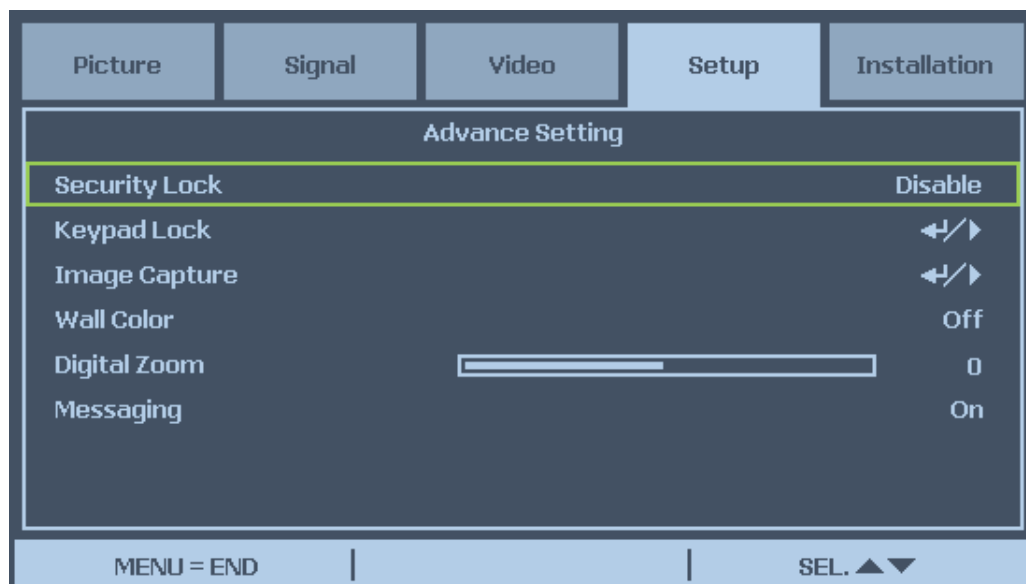 Picture Signal Video Setup Installation
Advance Setting
Security Lock Disable
Keypad Lock
Image Capture
Wall Color Off
Digital Zoom 0
Messaging On
MENU = END SEL.